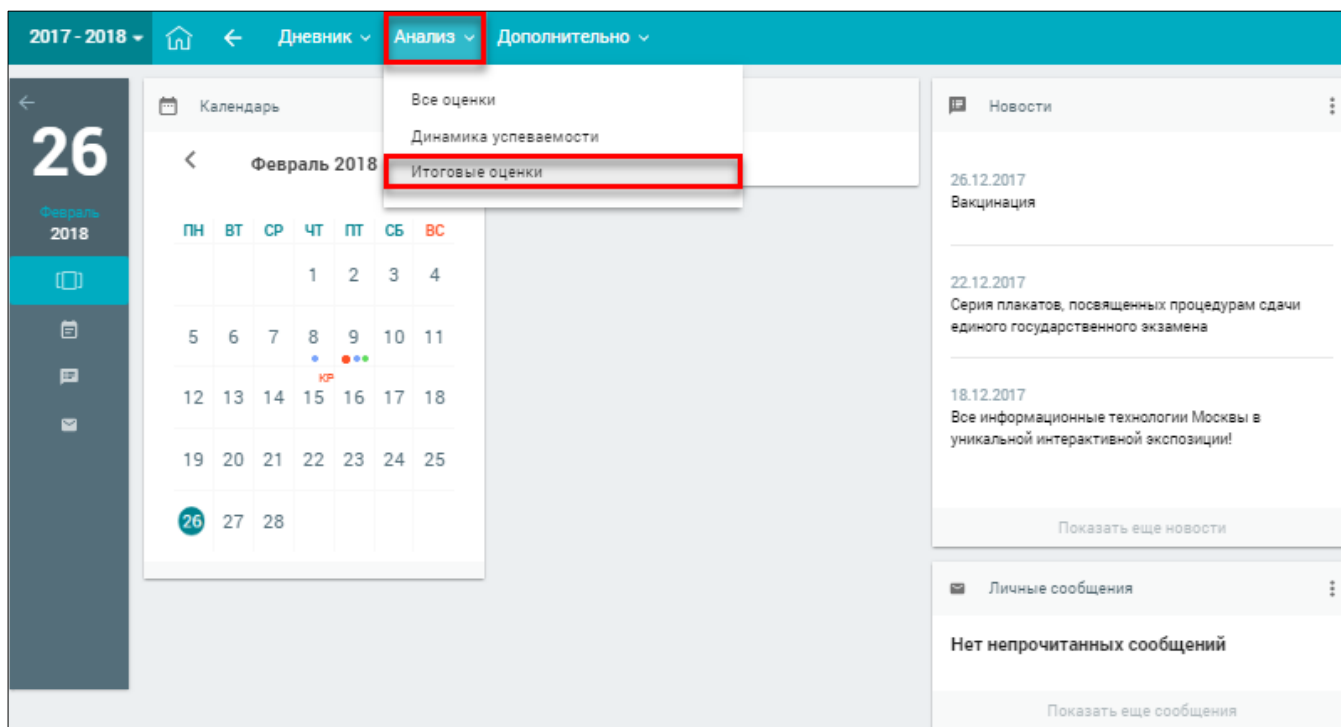 2017 - 2018 Дневник Анализ Дополнительно
Все оценки
Динамика успеваемости
Итоговые оценки
26
Февраль
2018
Календарь
Февраль 2018
ПН ВТ СР ЧТ ПТ СБ ВС
1 2 3 4
5 6 7 8 9 10 11
КР
12 13 14 15 16 17 18
19 20 21 22 23 24 25
26 27 28
Новости
26.12.2017
Вакцинация
22.12.2017
Серия плакатов, посвященных процедурам сдачи
единого государственного экзамена
18.12.2017
Все информационные технологии Москвы в
уникальной интерактивной экспозиции!
Показать еще новости
Личные сообщения
Нет непрочитанных сообщений
Показать еще сообщения